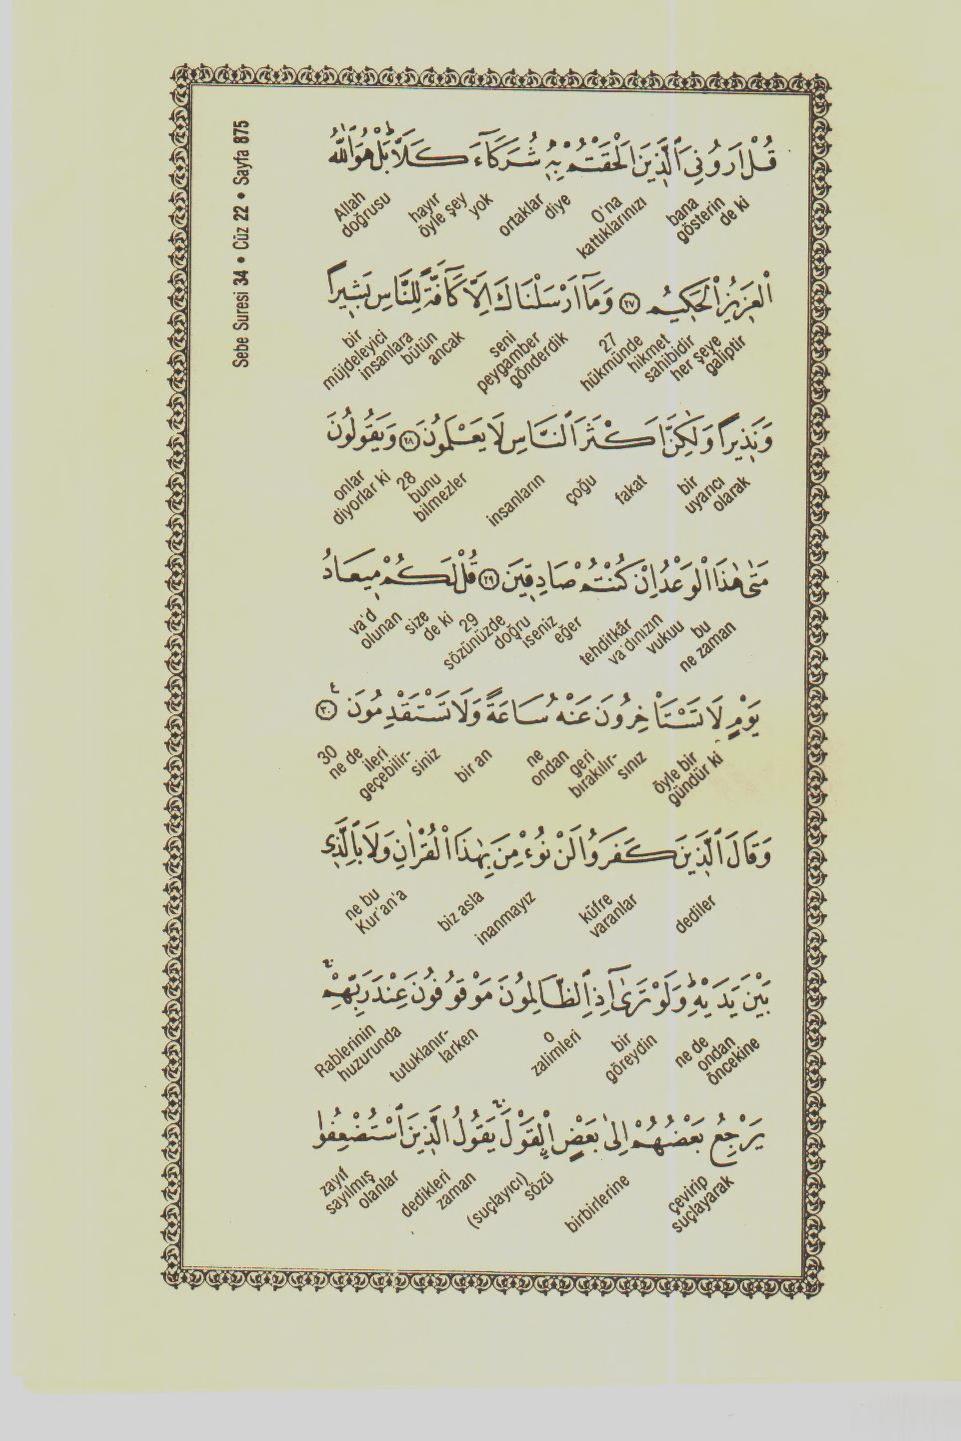 Sebe Suresi 34 • Cüz 22 • Sayfa 875
قُلْ اَرُونِىَ الَّذٖينَ اَلْحَقْتُمْ بِهٖ شُرَكَٓاءَ كَلَّا بَلْ هُوَ اللّٰهُ
de ki
bana gösterin
O'na kattıklarınızı
diye
ortaklar
yok
hayır öyle şey
Allah doğrusu
الْعَزٖيزُ الْحَكٖيمُ ﴿٢٧﴾ وَمَٓا اَرْسَلْنَاكَ اِلَّا كَٓافَّةً لِلنَّاسِ بَشٖيراً
her şeye galiptir
hikmet sahibidir
27 hükmünde
seni peygamber gönderdik
ancak
bütün
insanlara
bir müjdeleyici
وَنَذٖيراً وَلٰكِنَّ اَكْثَرَ النَّاسِ لَا يَعْلَمُونَ ﴿٢٨﴾ وَيَقُولُونَ
bir uyarıcı olarak
fakat
çoğu
insanların
28 bunu bilmezler
onlar diyorlar ki
مَتٰى هٰذَا الْوَعْدُ اِنْ كُنْتُمْ صَادِقٖينَ ﴿٢٩﴾ قُلْ لَكُمْ مٖيعَادُ
bu ne zaman
tehditkâr va'dinizin vukuu
eğer
iseniz
doğru
29 sözünüzde
de ki
size
va'd olunan
يَوْمٍ لَا تَسْتَاْخِرُونَ عَنْهُ سَاعَةً وَلَا تَسْتَقْدِمُونَ ﴿٣٠﴾
öyle bir gündür ki
ne ondan geri bırakılır-sınız
bir an
30 ne de ileri geçebilir-siniz
وَقَالَ الَّذٖينَ كَفَرُوا لَنْ نُؤْمِنَ بِهٰذَا الْقُرْاٰنِ وَلَا بِالَّذٖى
dediler
küfre varanlar
biz asla inanmayız
ne bu Kur'an'a
بَيْنَ يَدَيْهِ وَلَوْ تَرٰٓى اِذِ الظَّالِمُونَ مَوْقُوفُونَ عِنْدَ رَبِّهِمْ
ne de ondan öncekine
bir göreydin
o zalimleri
tutuklanır-larken
Rablerinin huzurunda
يَرْجِعُ بَعْضُهُمْ اِلٰى بَعْضٍ الْقَوْلَ يَقُولُ الَّذٖينَ اسْتُضْعِفُوا
çevirip suçlayarak
birbirlerine
(suçlayıcı) sözü
dedikleri zaman
zayıf sayılmış olanlar